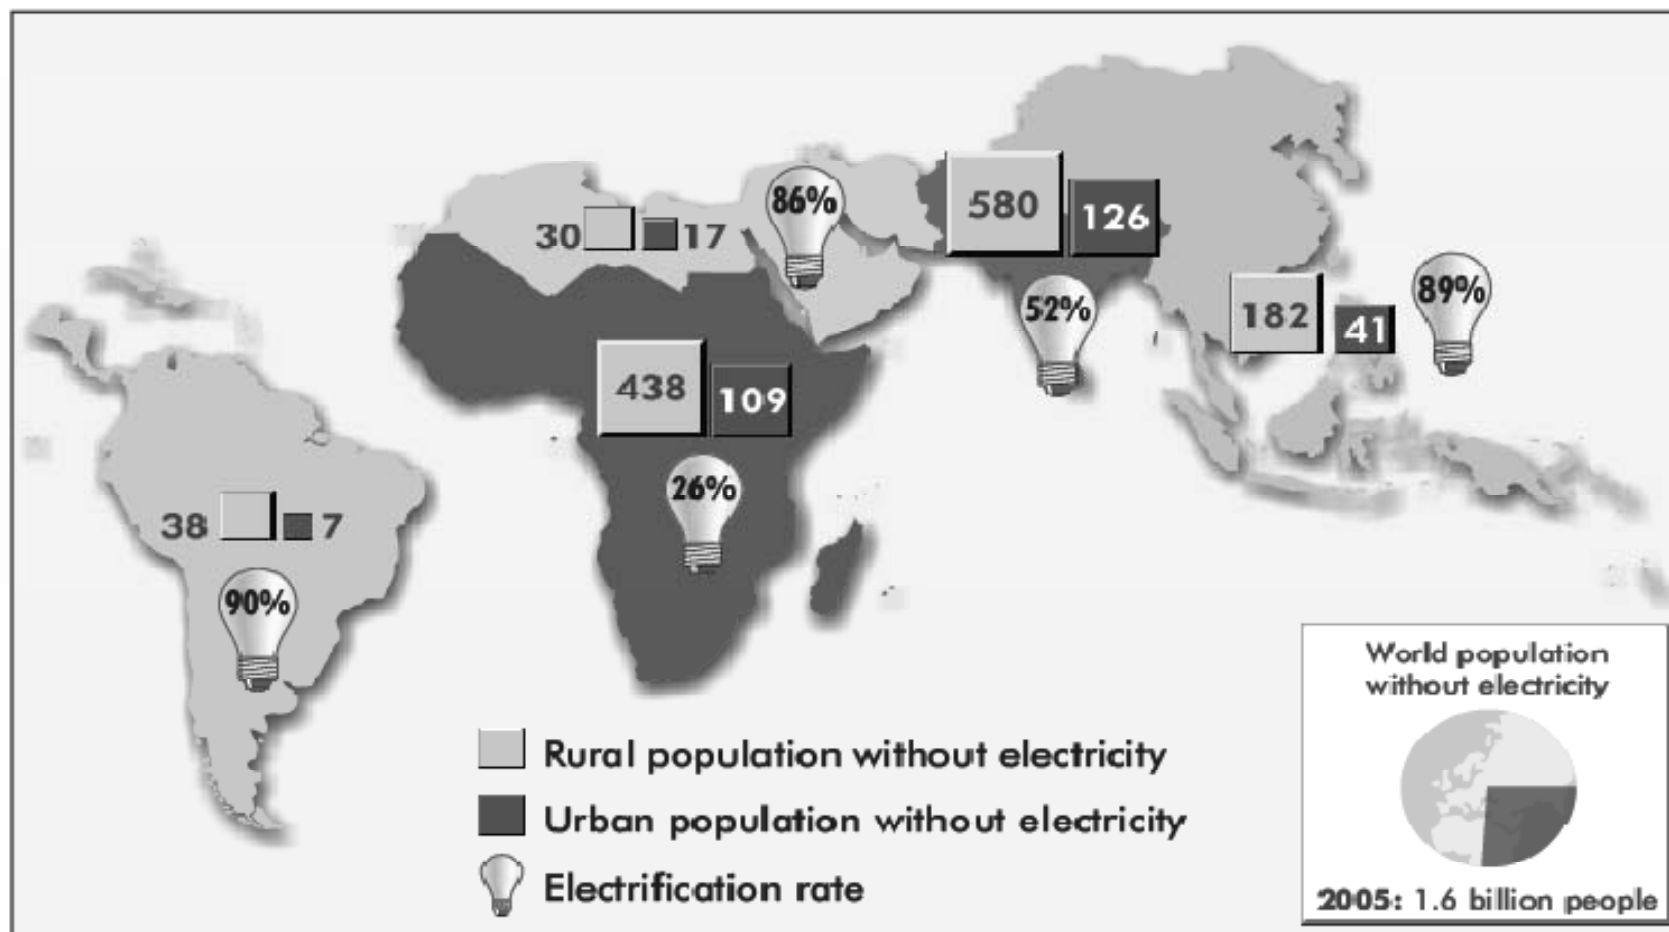 86%
580
126
30
17
52%
89%
182
41
438
109
26%
38
7
90%
World population
without electricity
Rural population without electricity
Urban population without electricity
Electrification rate
2005: 1.6 billion people